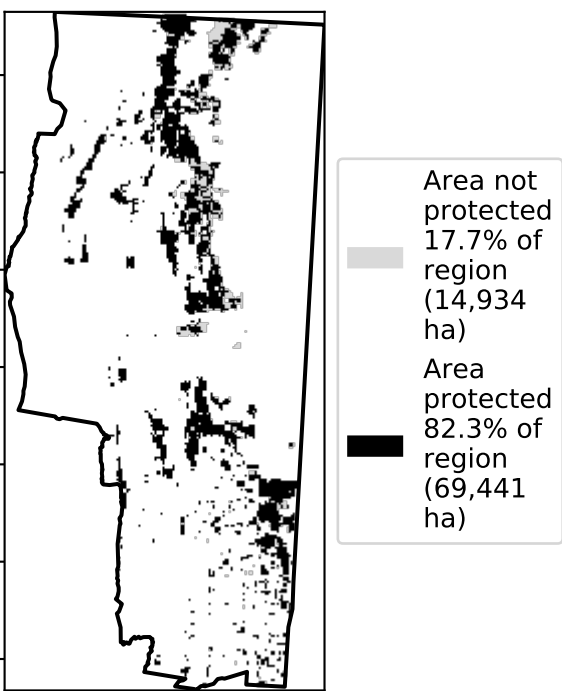 Area not
protected
17.7% of
region
(14,934
ha)
Area
protected
82.3% of
region
(69,441
ha)